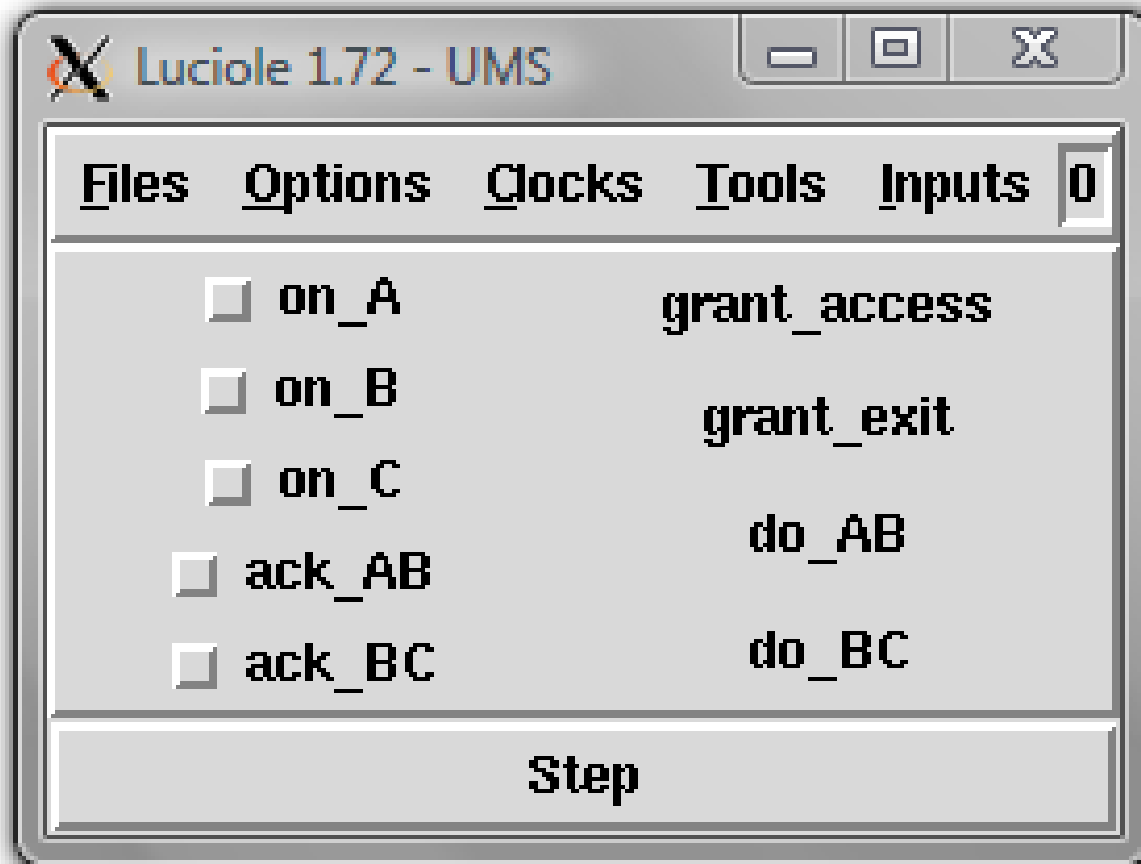 Luciole 1.72 - UMS
Files Options Clocks Tools Inputs 0
on_A
on_B
on_C
ack_AB
ack_BC
grant_access
grant_exit
do_AB
do_BC
Step